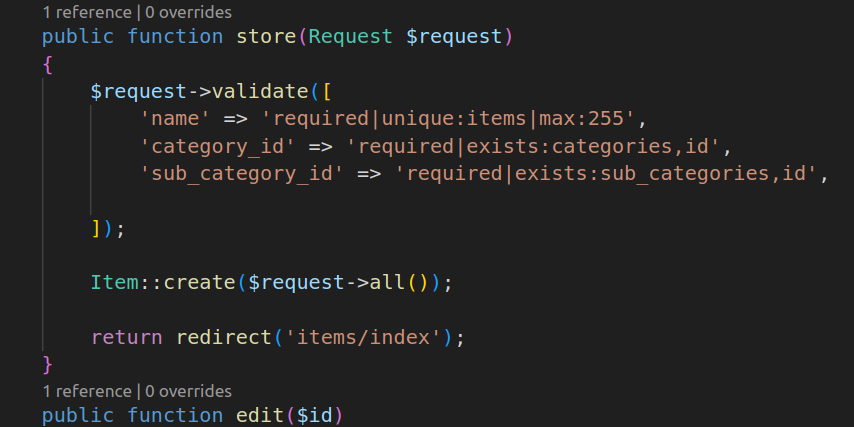 1 reference | 0 overrides
public function store(Request $request)
{
$request->validate([
'name' => 'required|unique:items|max:255',
'category_id' => 'required|exists:categories,id',
'sub_category_id' => 'required|exists:sub_categories,id',
]);
Item::create($request->all());
return redirect('items/index');
}
1 reference | 0 overrides
public function edit($id)